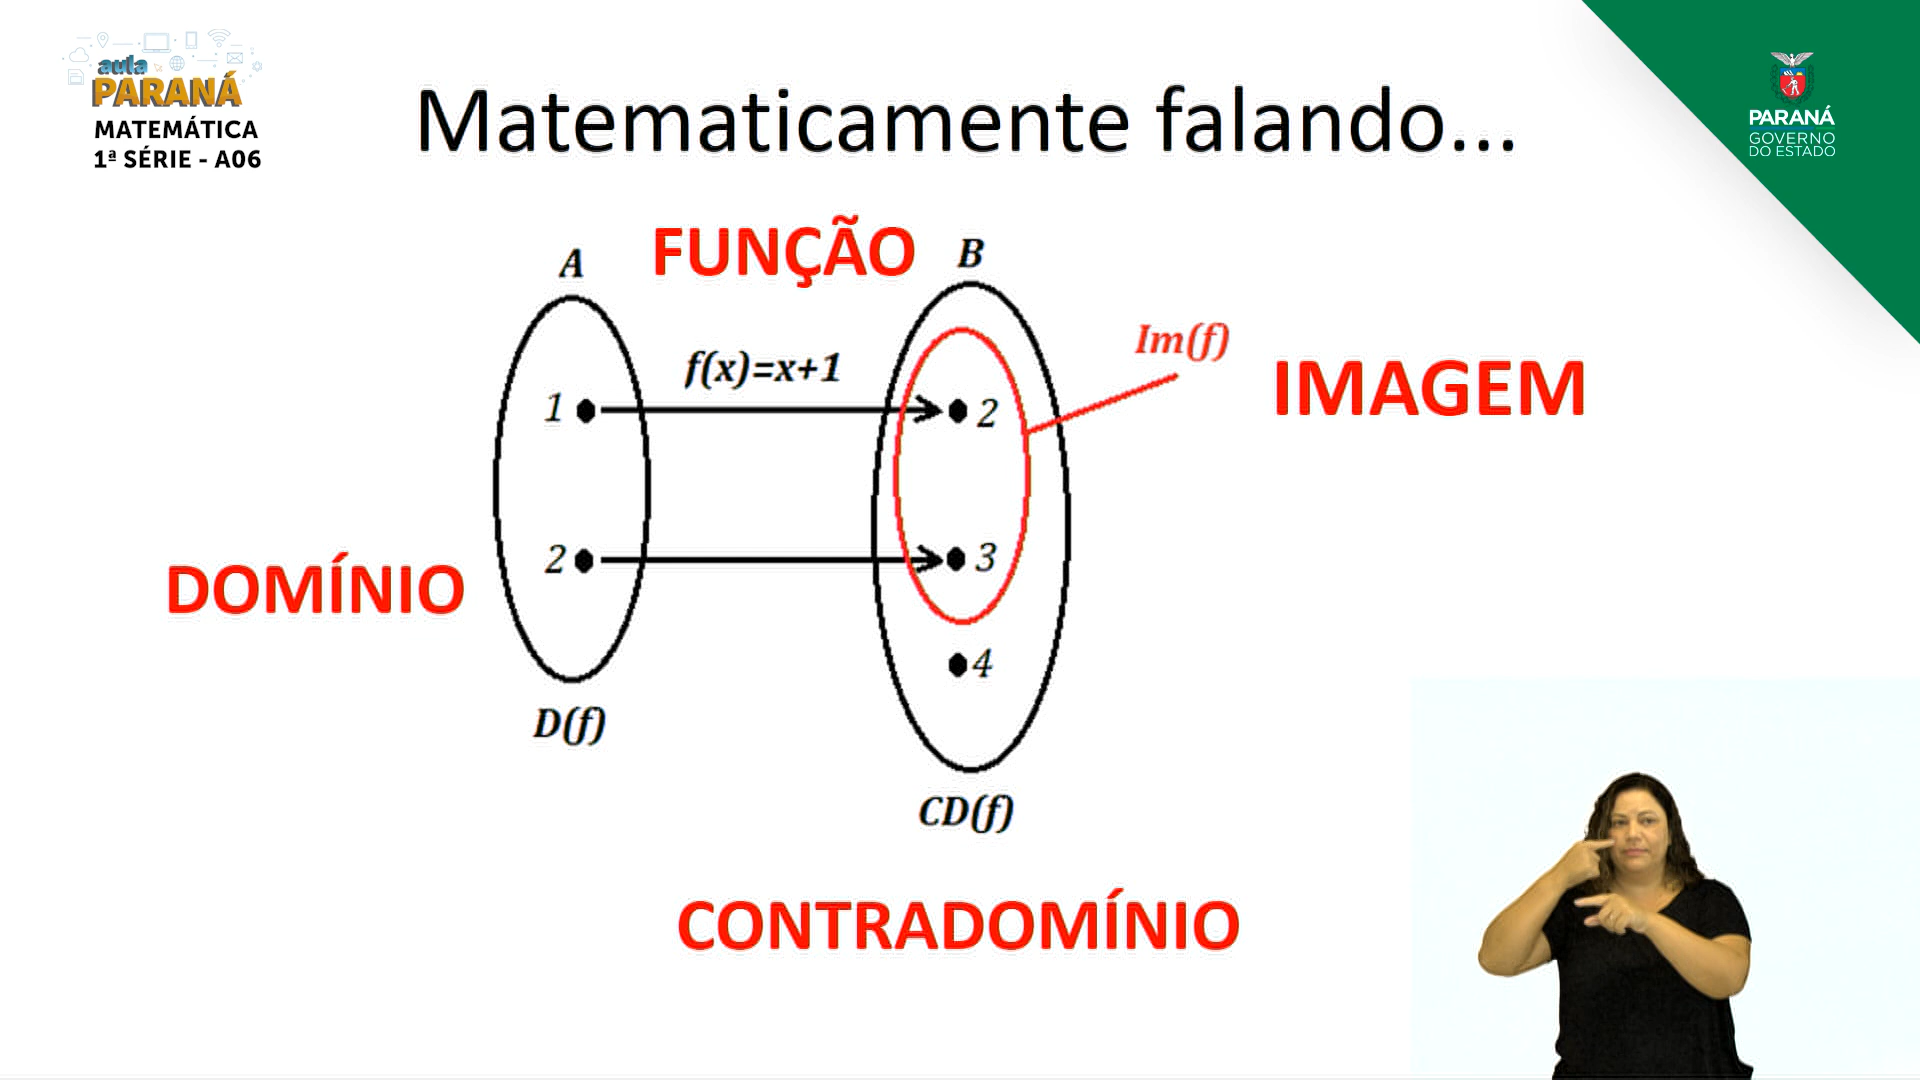 aula
PARANÁ
MATEMÁTICA
1ª SÉRIE - A06
Matematicamente falando...
PARANÁ
GOVERNO
DO ESTADO
A
FUNÇÃO
B
f(x)=x+1
Im(f)
IMAGEM
1
2
2
3
DOMÍNIO
4
D(f)
CD(f)
CONTRADOMÍNIO